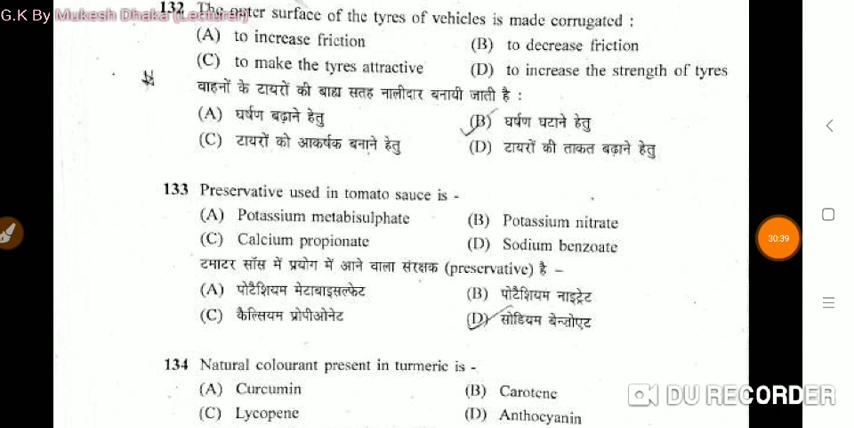 G.K By Mukesh Dhaka (Lecturer)
132 The outer surface of the tyres of vehicles is made corrugated :
(A) to increase friction (B) to decrease friction
(C) to make the tyres attractive (D) to increase the strength of tyres
वाहनों के टायरों की बाह्य सतह नालीदार बनायी जाती है :
(A) घर्षण बढ़ाने हेतु (B) घर्षण घटाने हेतु
(C) टायरों को आकर्षक बनाने हेतु (D) टायरों की ताकत बढ़ाने हेतु
133 Preservative used in tomato sauce is -
(A) Potassium metabisulphate (B) Potassium nitrate
(C) Calcium propionate (D) Sodium benzoate
टमाटर सॉस में प्रयोग में आने वाला संरक्षक (preservative) है –
(A) पोटैशियम मेटाबाइसल्फेट (B) पोटैशियम नाइट्रेट
(C) कैल्सियम प्रोपीओनेट (D) सोडियम बेन्जोएट
134 Natural colourant present in turmeric is -
(A) Curcumin (B) Carotene
(C) Lycopene (D) Anthocyanin
30:39
DU RECORDER